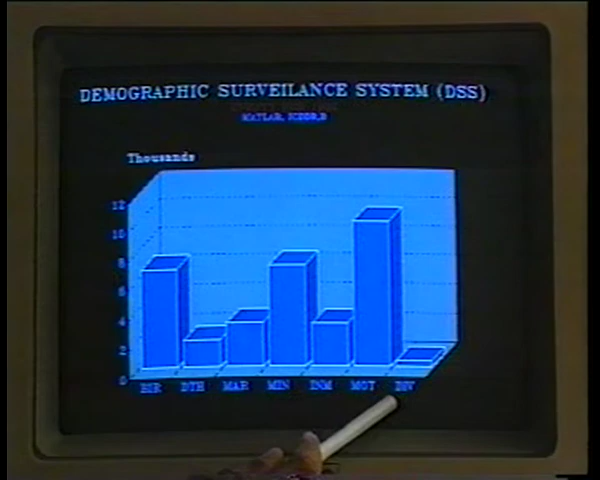 DEMOGRAPHIC SURVEILANCE SYSTEM (DSS)
MATLAB, ICDDR,B
Thousands
12
10
8
6
4
2
0
BIR DTH MAR MIN INM MOT DIV